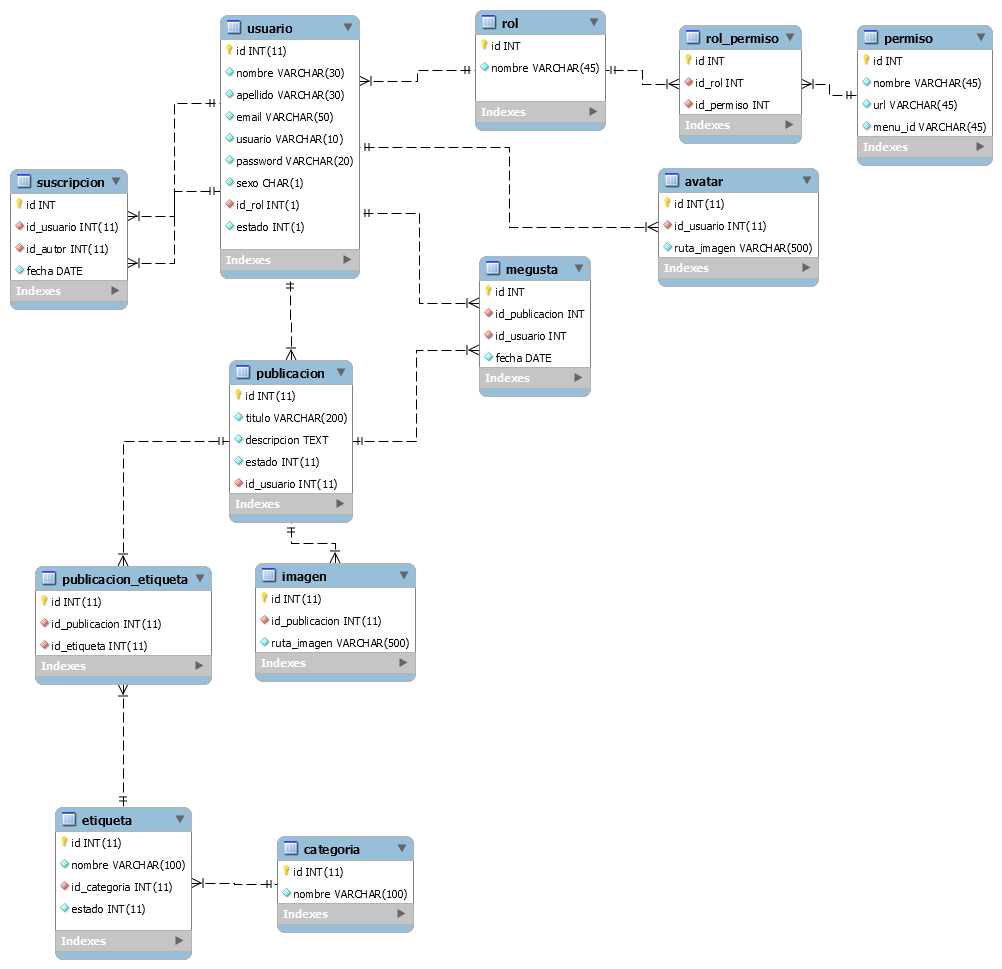 usuario
id INT(11)
nombre VARCHAR(30)
apellido VARCHAR(30)
email VARCHAR(50)
usuario VARCHAR(10)
password VARCHAR(20)
sexo CHAR(1)
id_rol INT(1)
estado INT(1)
Indexes
rol
id INT
nombre VARCHAR(45)
Indexes
rol_permiso
id INT
id_rol INT
id_permiso INT
Indexes
permiso
id INT
nombre VARCHAR(45)
url VARCHAR(45)
menu_id VARCHAR(45)
Indexes
suscripcion
id INT
id_usuario INT(11)
id_autor INT(11)
fecha DATE
Indexes
avatar
id INT(11)
id_usuario INT(11)
ruta_imagen VARCHAR(500)
Indexes
megusta
id INT
id_publicacion INT
id_usuario INT
fecha DATE
Indexes
publicacion
id INT(11)
titulo VARCHAR(200)
descripcion TEXT
estado INT(11)
id_usuario INT(11)
Indexes
publicacion_etiqueta
id INT(11)
id_publicacion INT(11)
id_etiqueta INT(11)
Indexes
imagen
id INT(11)
id_publicacion INT(11)
ruta_imagen VARCHAR(500)
Indexes
etiqueta
id INT(11)
nombre VARCHAR(100)
id_categoria INT(11)
estado INT(11)
Indexes
categoria
id INT(11)
nombre VARCHAR(100)
Indexes